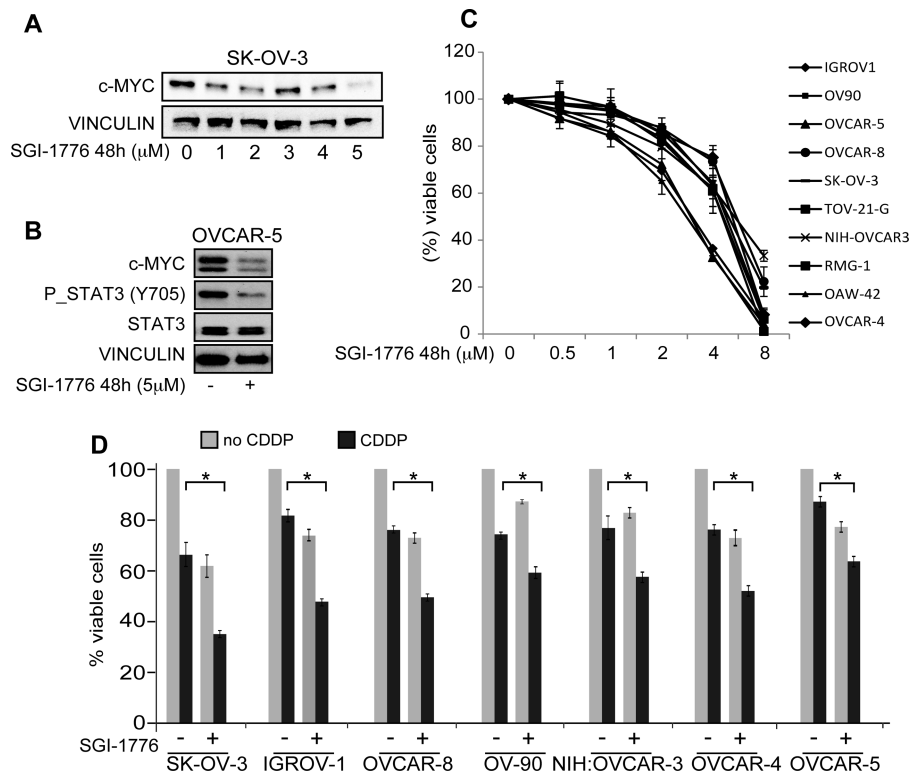 A
SK-OV-3
c-MYC
VINCULIN
SGI-1776 48h (μM) 0 1 2 3 4 5
B
OVCAR-5
c-MYC
P_STAT3 (Y705)
STAT3
VINCULIN
SGI-1776 48h (5μM) - +
C
(%) viable cells
120
100
80
60
40
20
0
SGI-1776 48h (μM) 0 0.5 1 2 4 8
IGROV1
OV90
OVCAR-5
OVCAR-8
SK-OV-3
TOV-21-G
NIH-OVCAR3
RMG-1
OAW-42
OVCAR-4
D
no CDDP CDDP
% viable cells
100
80
60
40
20
0
* * * * * * *
SGI-1776 - + - + - + - + - + - + - +
SK-OV-3 IGROV-1 OVCAR-8 OV-90 NIH:OVCAR-3 OVCAR-4 OVCAR-5